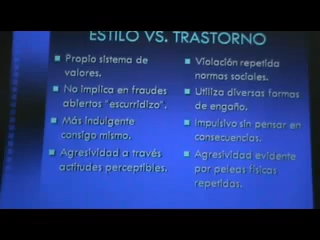 ESTILO VS. TRASTORNO
Propio sistema de
valores.
No implica en fraudes
abiertos "escurridizo".
Más indulgente
consigo mismo.
Agresividad a través
actitudes perceptibles.
Violación repetida
normas sociales.
Utiliza diversas formas
de engaño.
Impulsivo sin pensar en
consecuencias.
Agresividad evidente
por peleas físicas
repetidas.